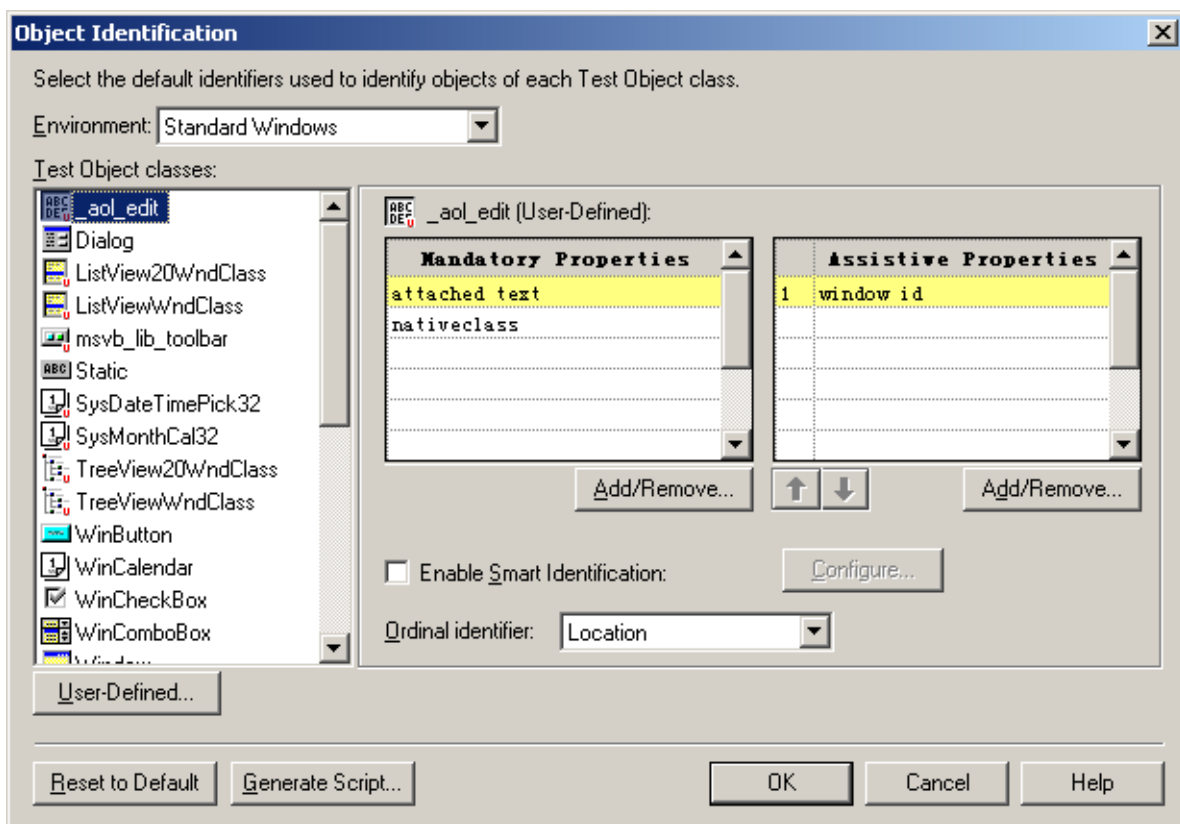 Object Identification
Select the default identifiers used to identify objects of each Test Object class.
Environment: Standard Windows
Test Object classes:
_aol_edit
Dialog
ListView20WndClass
ListViewWndClass
msvb_lib_toolbar
Static
SysDateTimePick32
SysMonthCal32
TreeView20WndClass
TreeViewWndClass
WinButton
WinCalendar
WinCheckBox
WinComboBox
Window
_aol_edit (User-Defined):
Mandatory Properties
attached text
nativeclass
Assistive Properties
1 window id
Add/Remove...
Add/Remove...
Enable Smart Identification:
Configure...
Ordinal identifier: Location
User-Defined...
Reset to Default
Generate Script...
OK
Cancel
Help